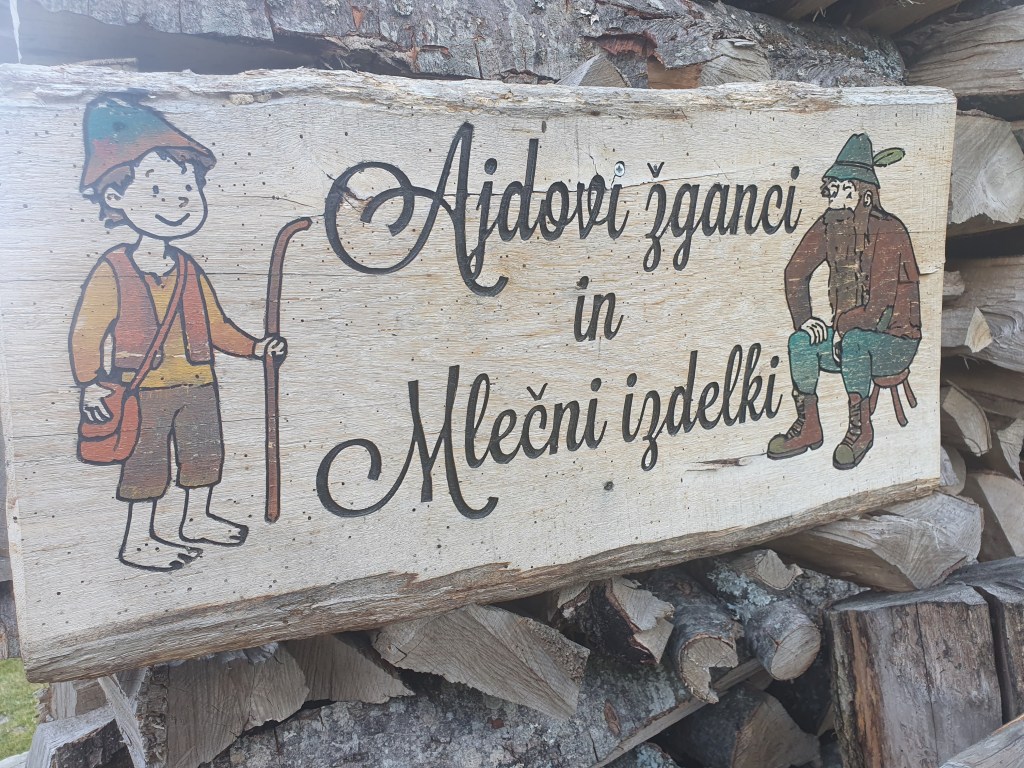 Ajdovi žganci
in
Mlečni izdelki